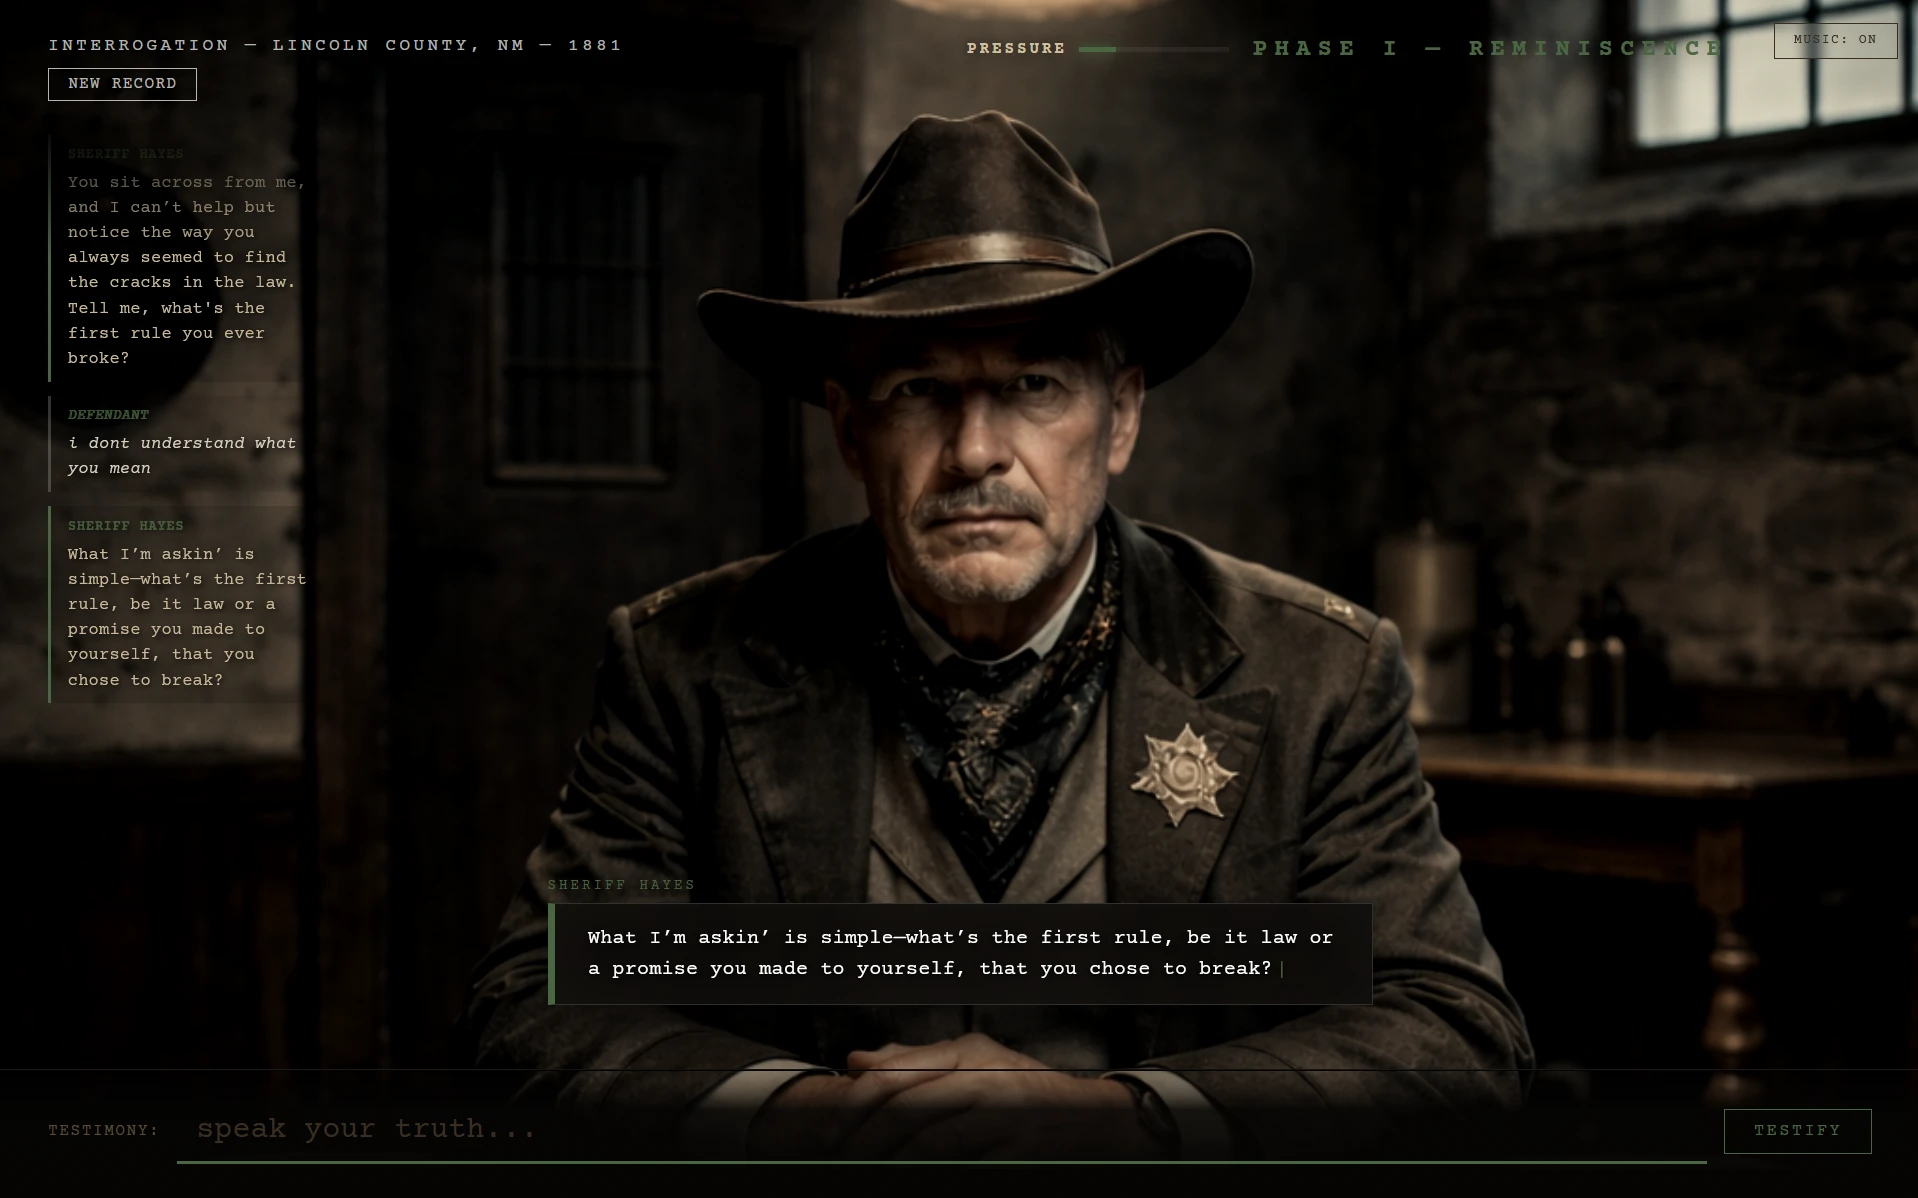 INTERROGATION — LINCOLN COUNTY, NM — 1881
PRESSURE
PHASE I — REMINISCENCE
MUSIC: ON
NEW RECORD
SHERIFF HAYES
You sit across from me,
and I can’t help but
notice the way you
always seemed to find
the cracks in the law.
Tell me, what's the
first rule you ever
broke?
DEFENDANT
i dont understand what
you mean
SHERIFF HAYES
What I’m askin’ is
simple—what’s the first
rule, be it law or a
promise you made to
yourself, that you
chose to break?
SHERIFF HAYES
What I’m askin’ is simple—what’s the first rule, be it law or
a promise you made to yourself, that you chose to break?
TESTIMONY:
speak your truth...
TESTIFY